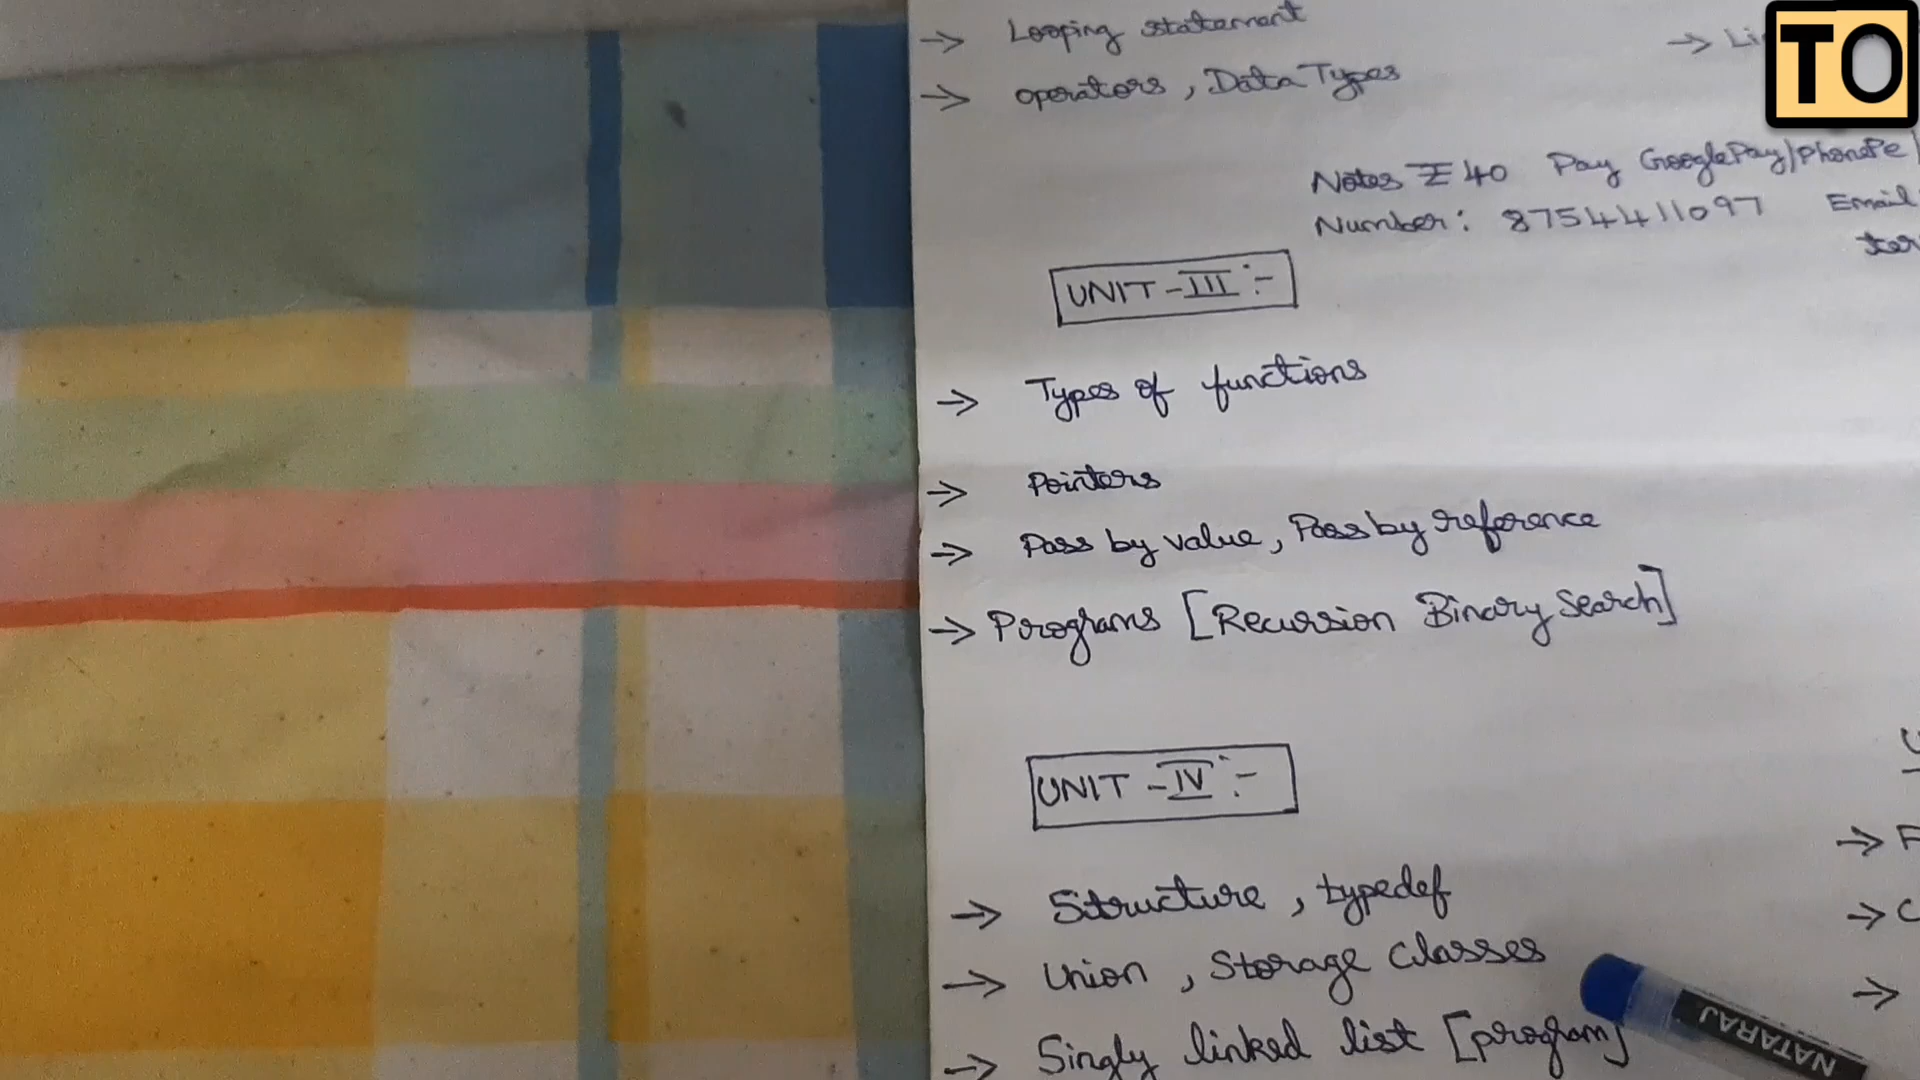 → Looping statement
→ Li
TO
→ operators, Data Types
Notes ₹ 40 Pay GooglePay/PhonePe/
Number: 8754411097 Email
UNIT - III :-
→ Types of functions
→ Pointers
→ Pass by value, Pass by reference
→ Programs [Recursion Binary Search]
UNIT - IV :-
→ Structure, typedef
→ Union, Storage classes
→ Singly linked list [program]
→ F
→ C
→
NATARAJ